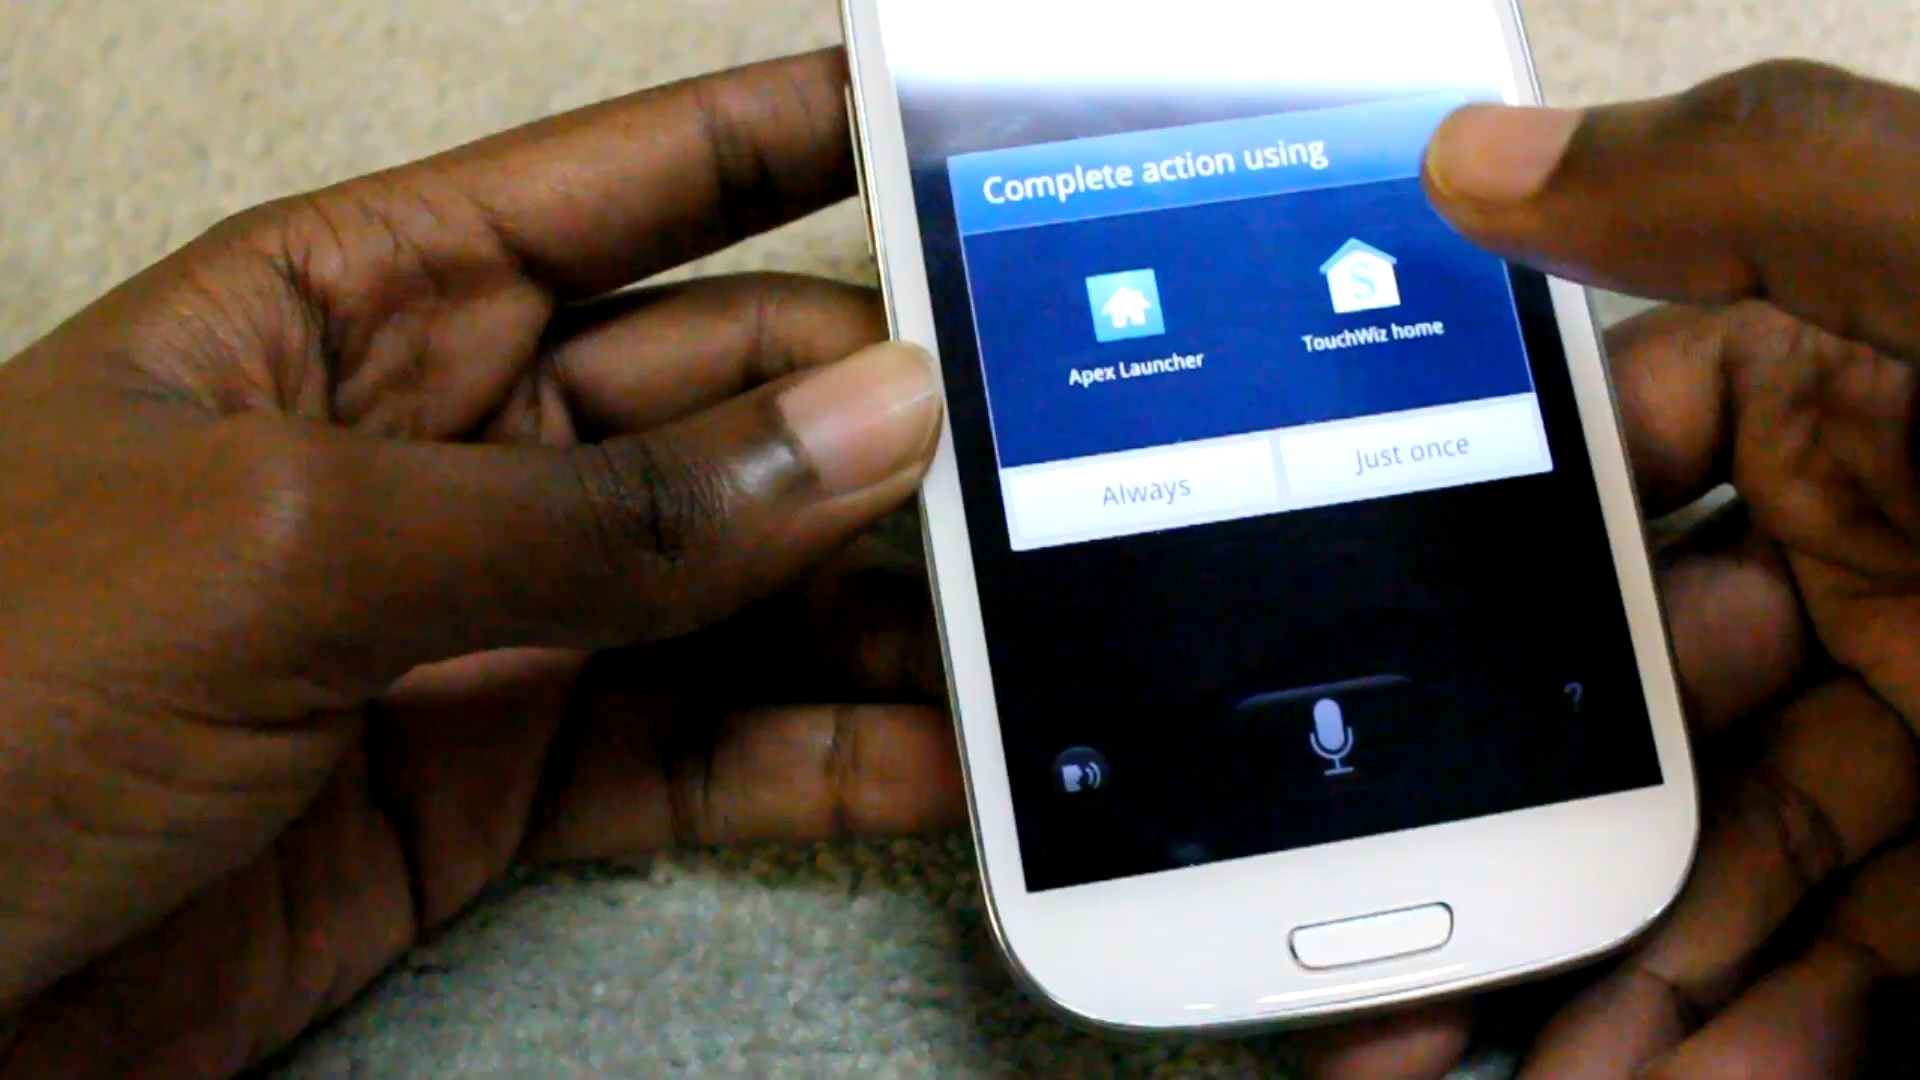 Complete action using
Apex Launcher
TouchWiz home
S
Always
Just once
?